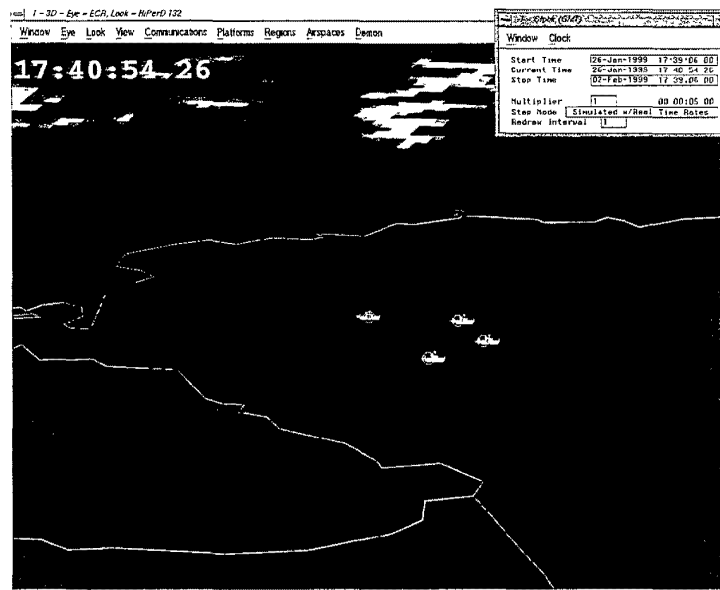 1 - 3D - Eye = ECR, Look = HiPerD 132
Window Eye Look View Communications Platforms Regions Airspaces Demon
17:40:54.26
Clock (GMT)
Window Clock
Start Time 26-Jan-1999 17:39:06.00
Current Time 26-Jan-1999 17:40:54.26
Stop Time 02-Feb-1999 17:39:06.00
Multiplier 1 00 00:05.00
Step Mode Simulated w/Real Time Rates
Redraw Interval 1